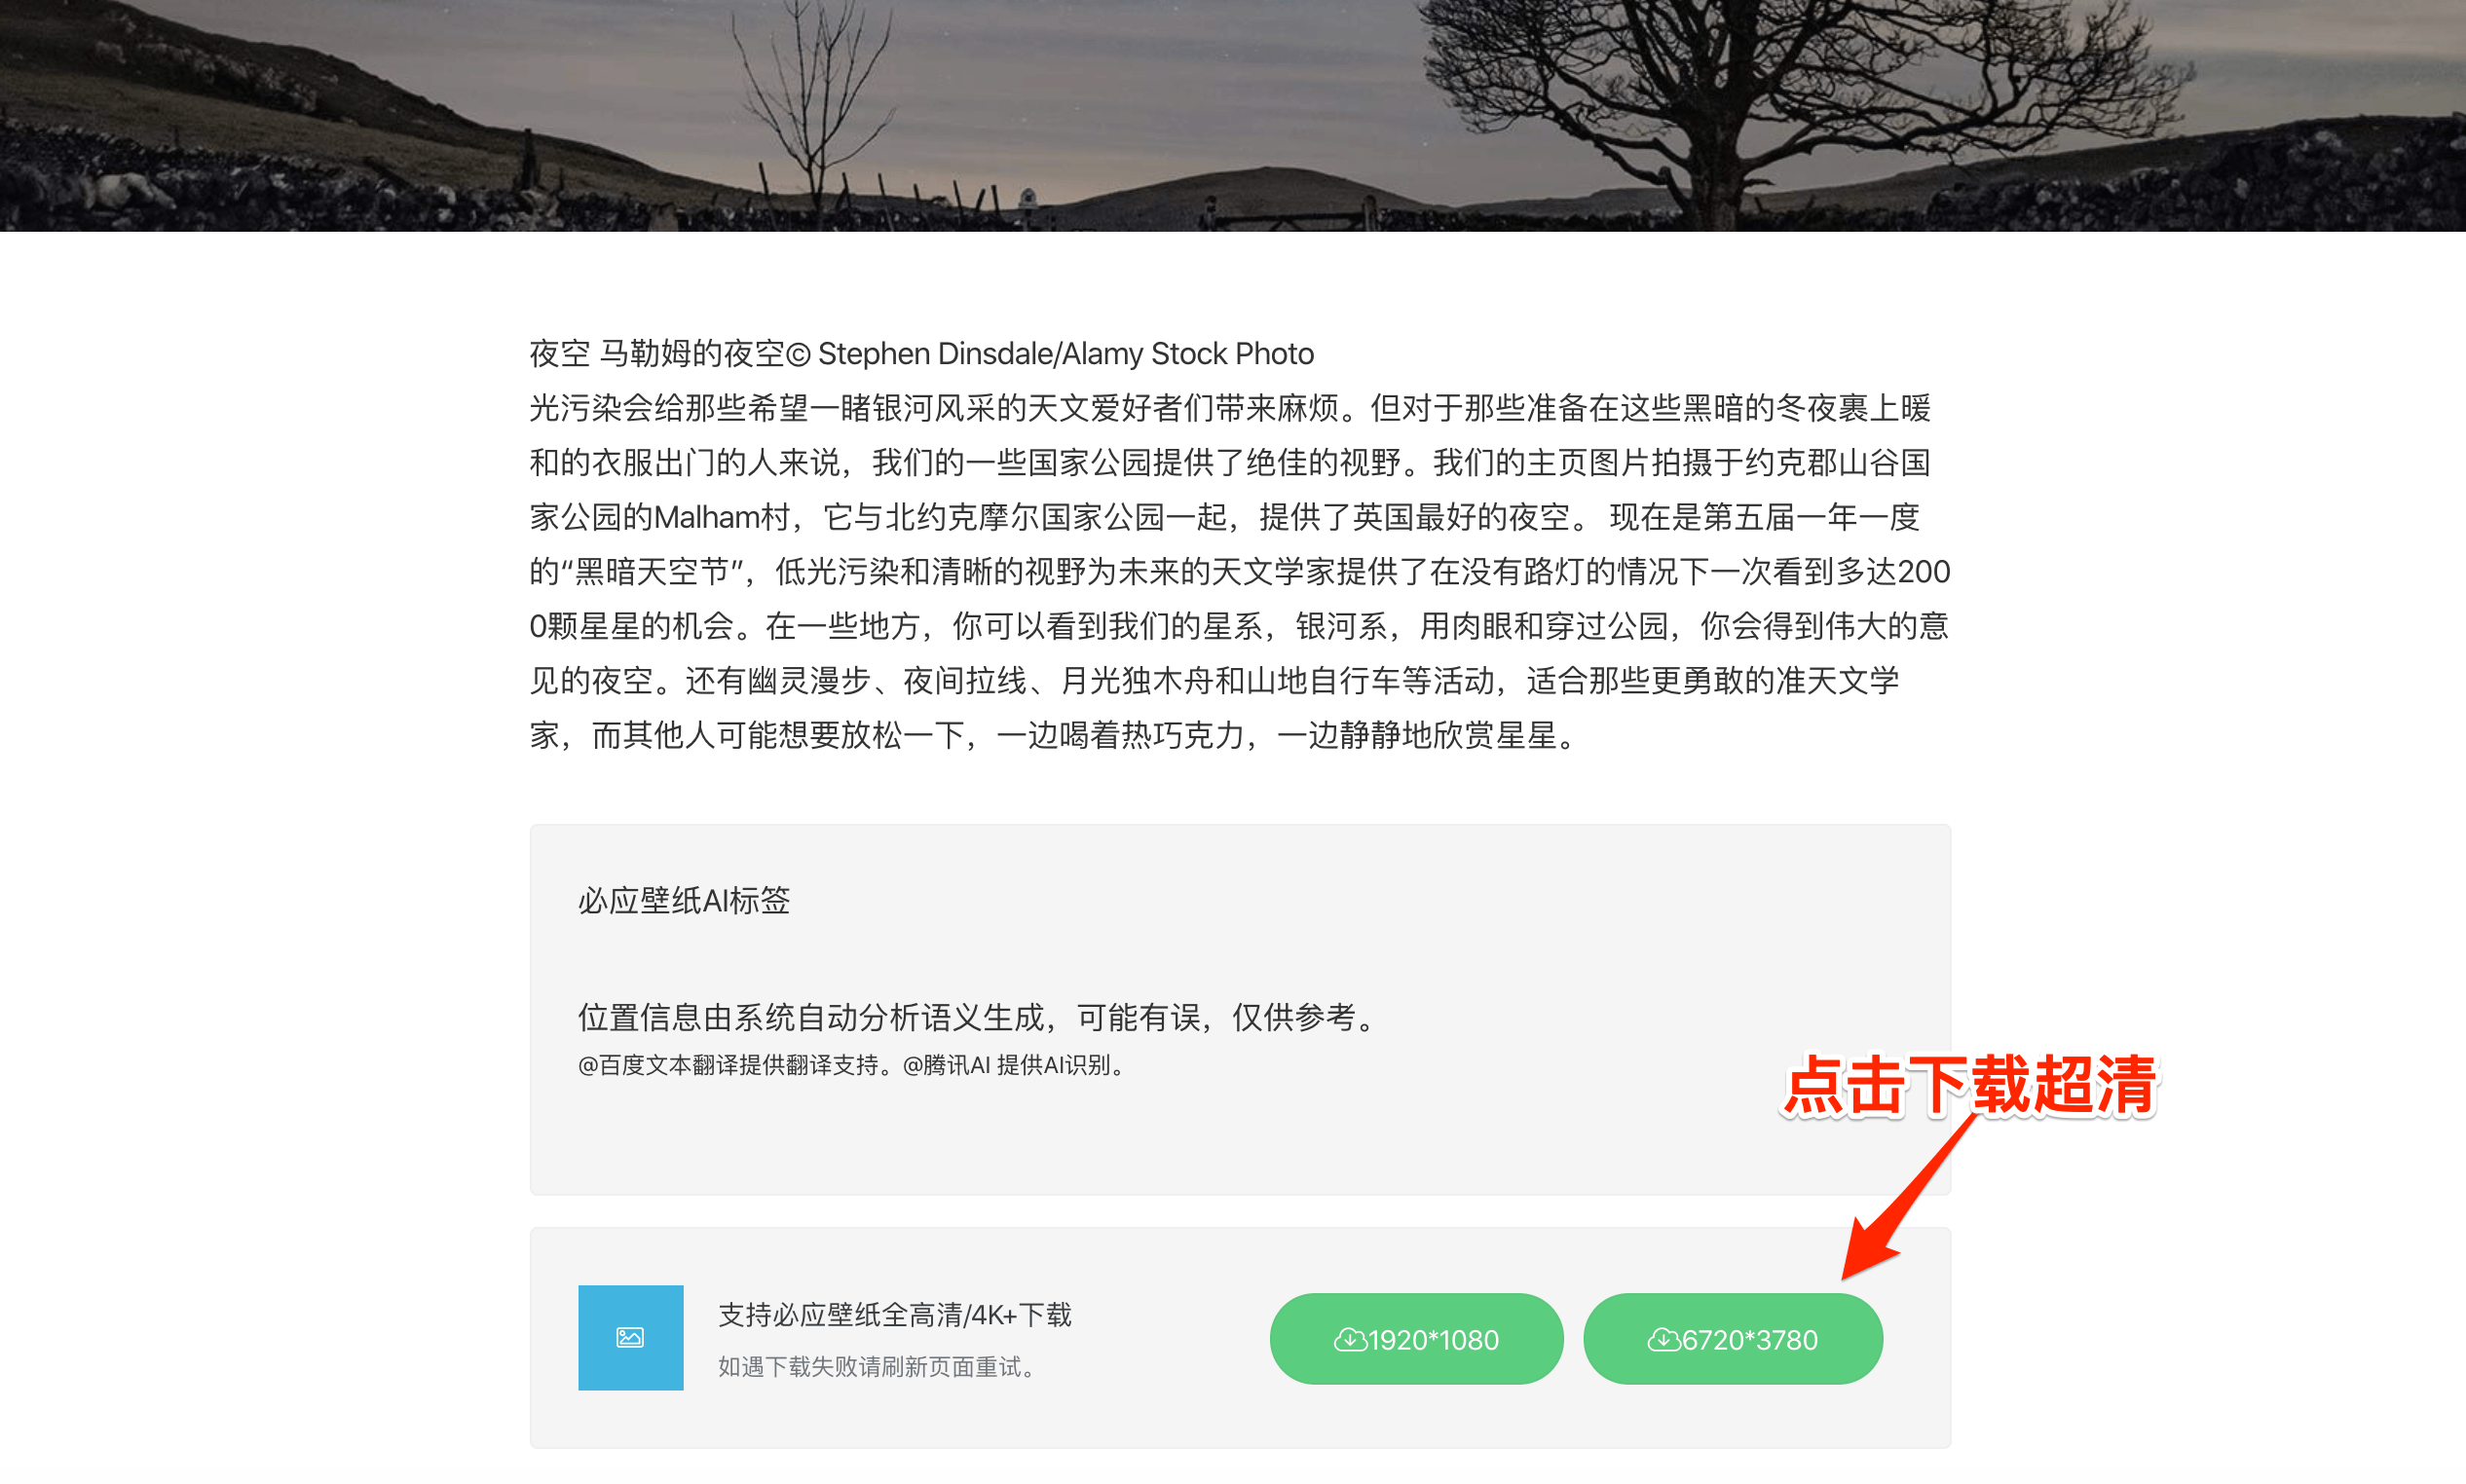 夜空 马勒姆的夜空© Stephen Dinsdale/Alamy Stock Photo
光污染会给那些希望一睹银河风采的天文爱好者们带来麻烦。但对于那些准备在这些黑暗的冬夜裹上暖
和的衣服出门的人来说，我们的一些国家公园提供了绝佳的视野。我们的主页图片拍摄于约克郡山谷国
家公园的Malham村，它与北约克摩尔国家公园一起，提供了英国最好的夜空。 现在是第五届一年一度
的“黑暗天空节”，低光污染和清晰的视野为未来的天文学家提供了在没有路灯的情况下一次看到多达200
0颗星星的机会。在一些地方，你可以看到我们的星系，银河系，用肉眼和穿过公园，你会得到伟大的意
见的夜空。还有幽灵漫步、夜间拉线、月光独木舟和山地自行车等活动，适合那些更勇敢的准天文学
家，而其他人可能想要放松一下，一边喝着热巧克力，一边静静地欣赏星星。
必应壁纸AI标签
位置信息由系统自动分析语义生成，可能有误，仅供参考。
@百度文本翻译提供翻译支持。@腾讯AI 提供AI识别。
点击下载超清
支持必应壁纸全高清/4K+下载
如遇下载失败请刷新页面重试。
1920*1080
6720*3780